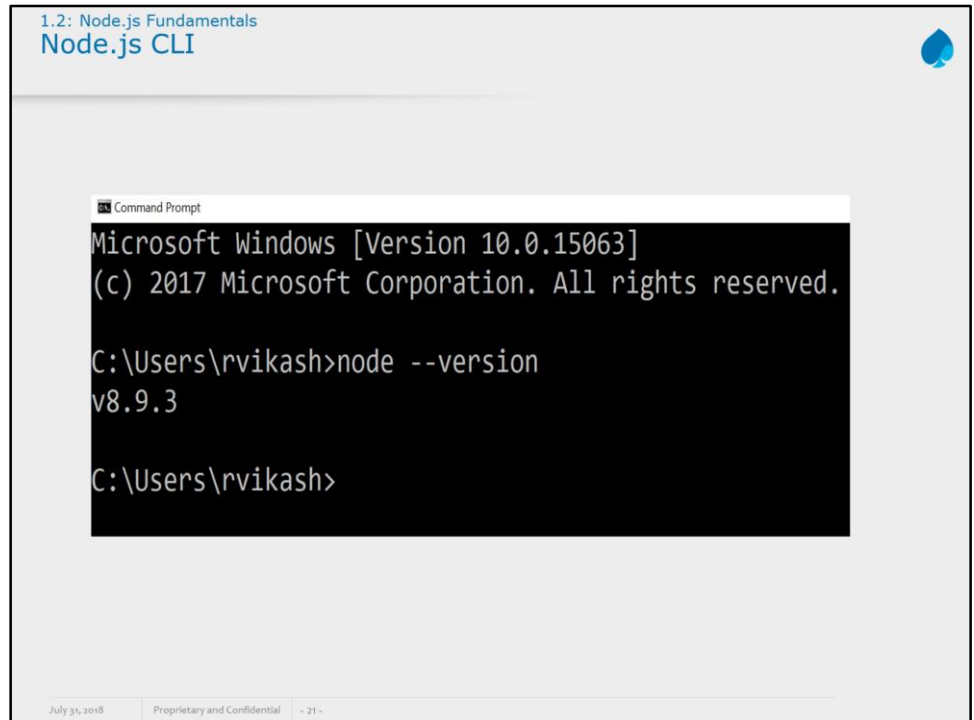 1.2: Node.js Fundamentals
Node.js CLI
Command Prompt
Microsoft Windows [Version 10.0.15063]
(c) 2017 Microsoft Corporation. All rights reserved.
C:\Users\rvikash>node --version
v8.9.3
C:\Users\rvikash>
July 31, 2018 Proprietary and Confidential - 21 -